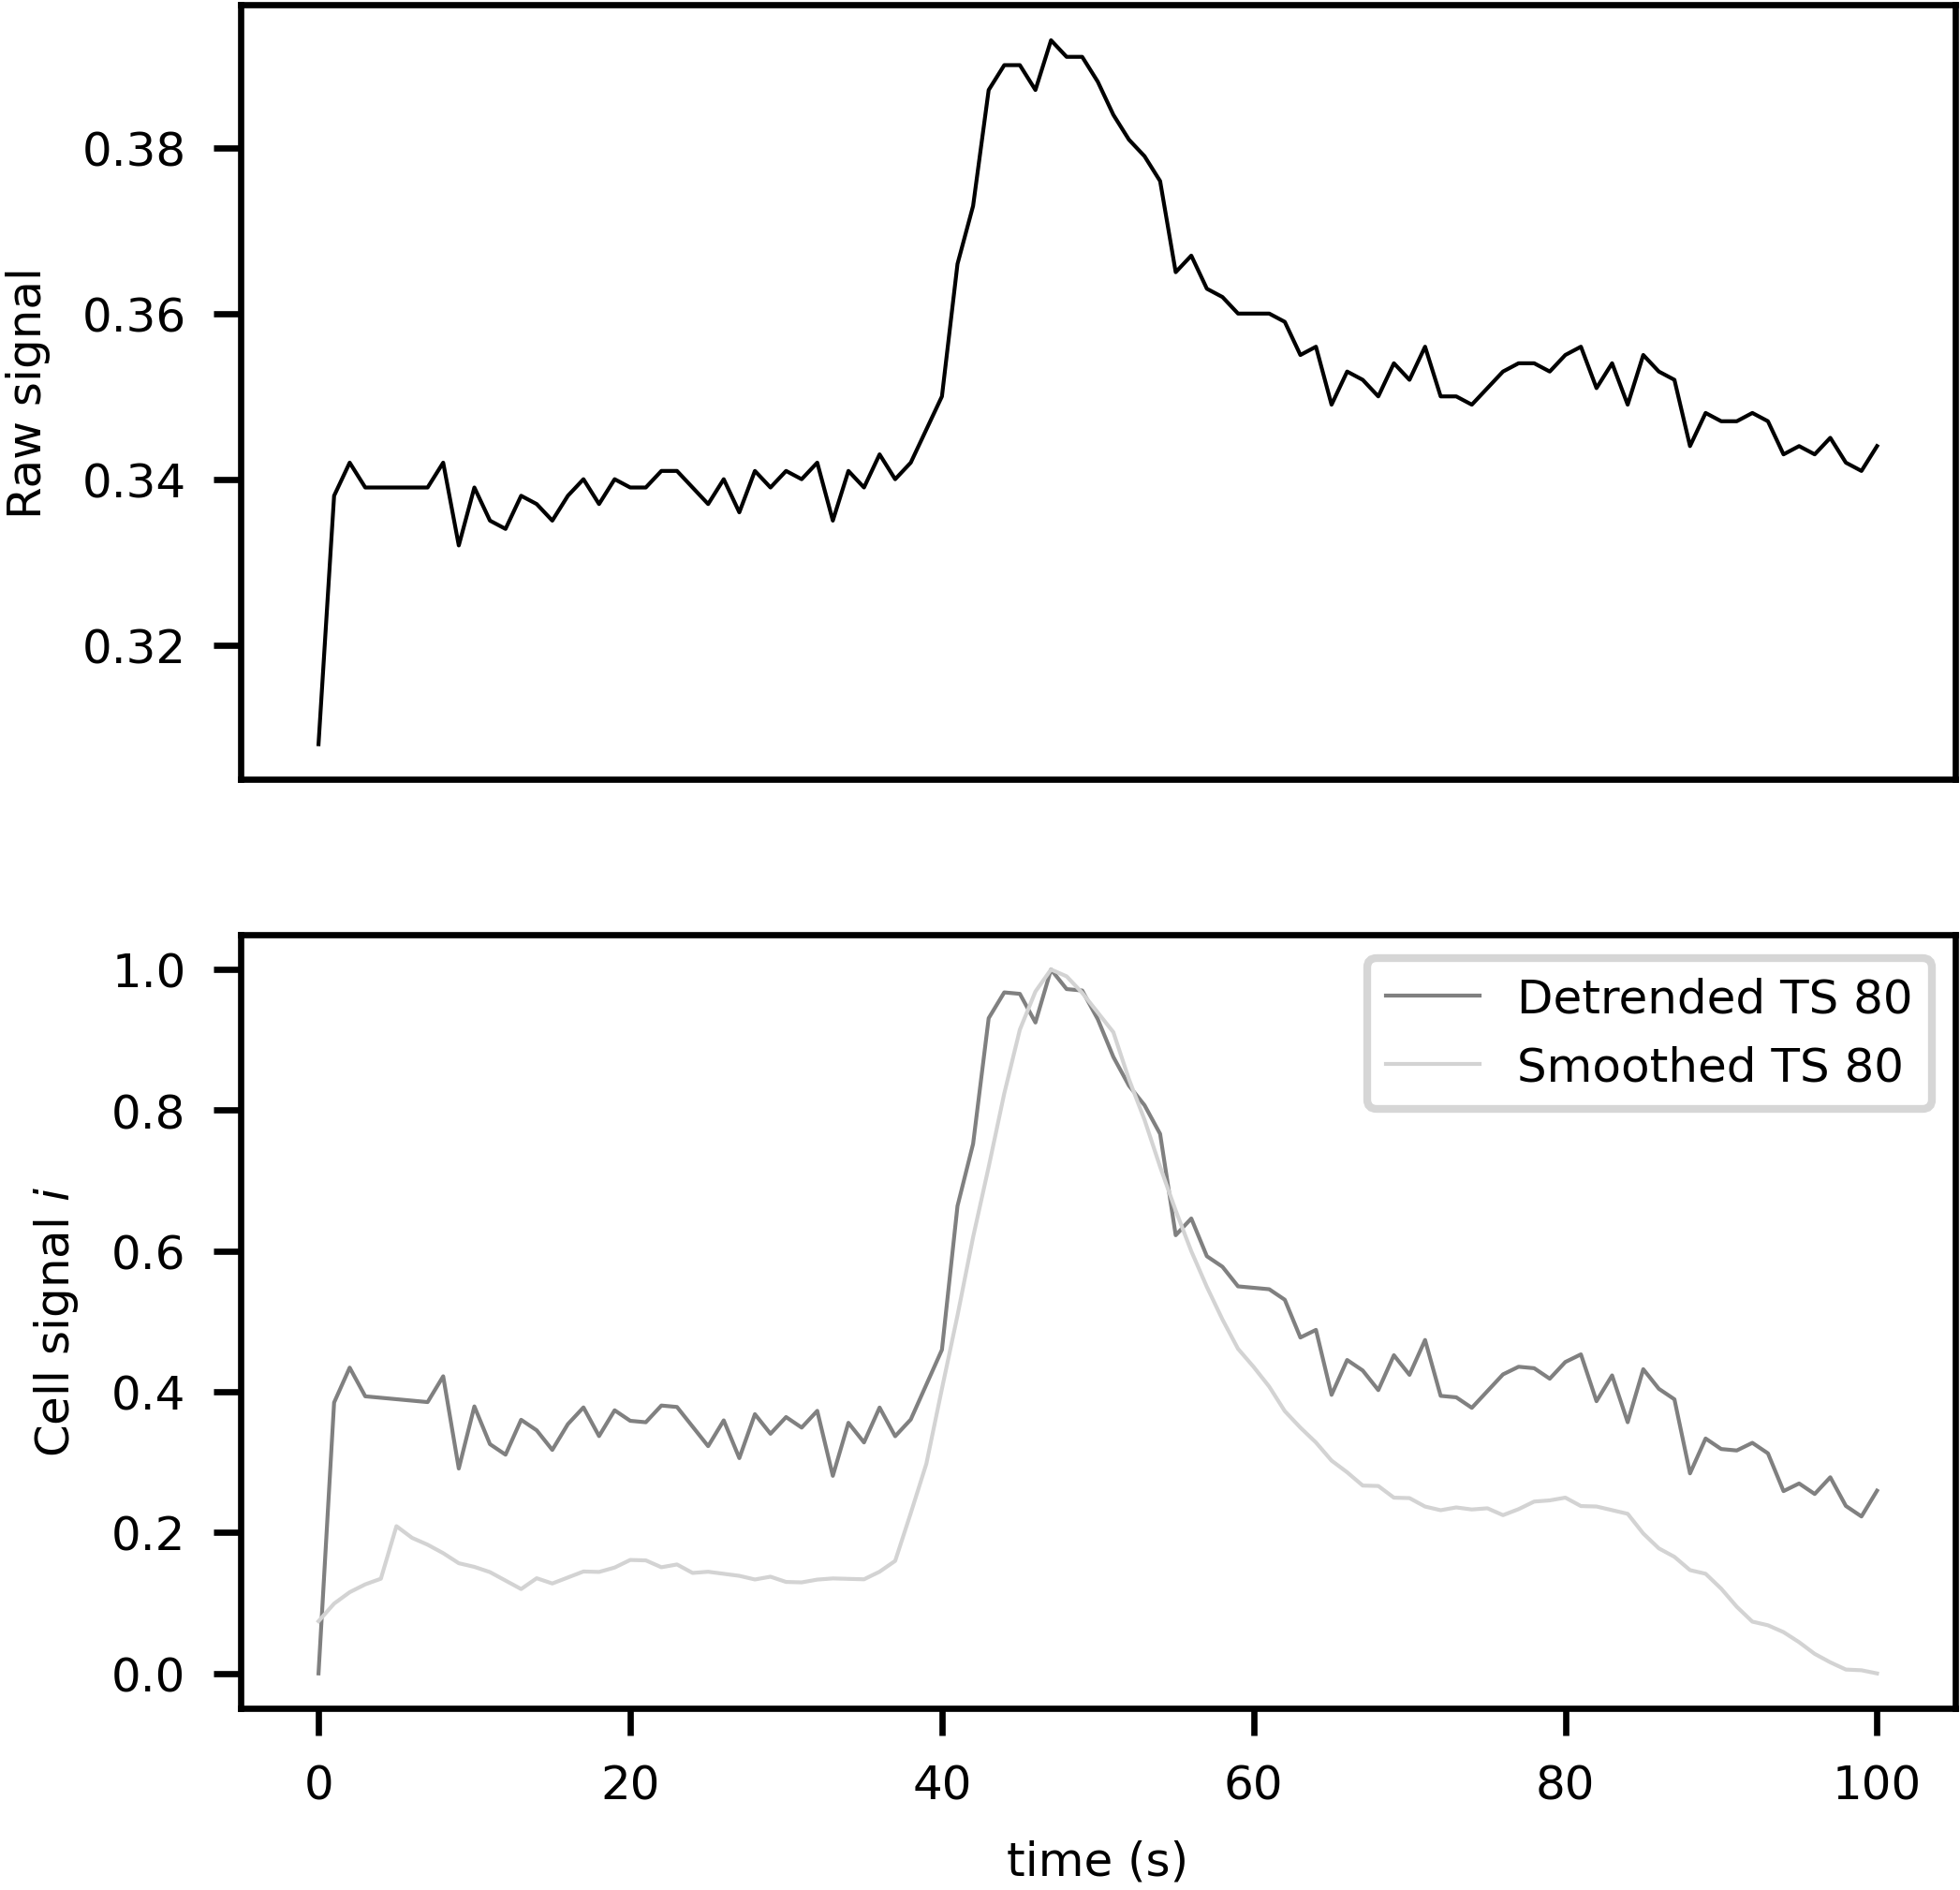 Raw signal
0.38
0.36
0.34
0.32
Cell signal i
1.0
0.8
0.6
0.4
0.2
0.0
Detrended TS 80
Smoothed TS 80
0 20 40 60 80 100
time (s)